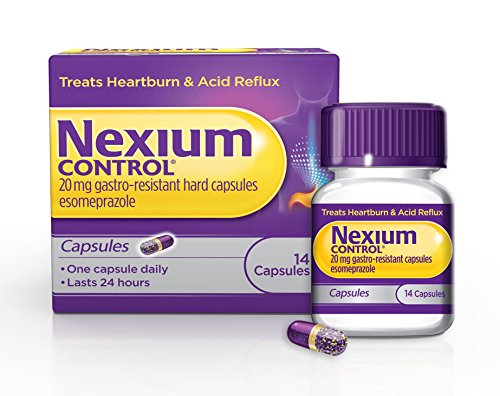 Treats Heartburn & Acid Reflux
Nexium
CONTROL®
20 mg gastro-resistant hard capsules
esomeprazole
Capsules
• One capsule daily
• Lasts 24 hours
14
Capsules
Treats Heartburn & Acid Reflux
Nexium
CONTROL®
20 mg gastro-resistant capsules
esomeprazole
Capsules
14 Capsules